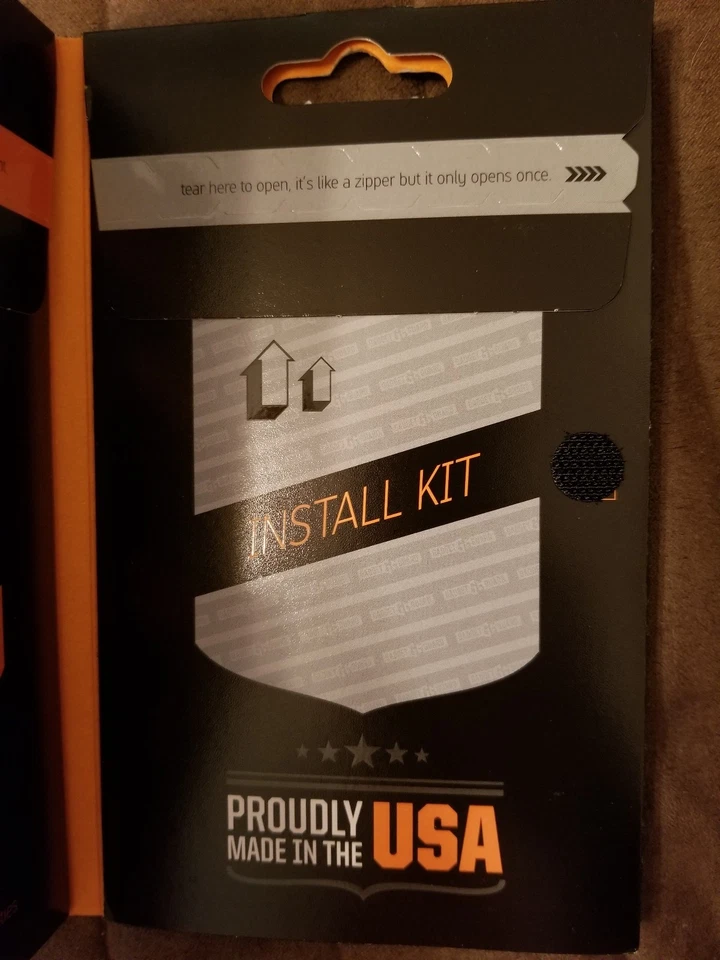 tear here to open, it's like a zipper but it only opens once.
INSTALL KIT
PROUDLY
MADE IN THE
USA